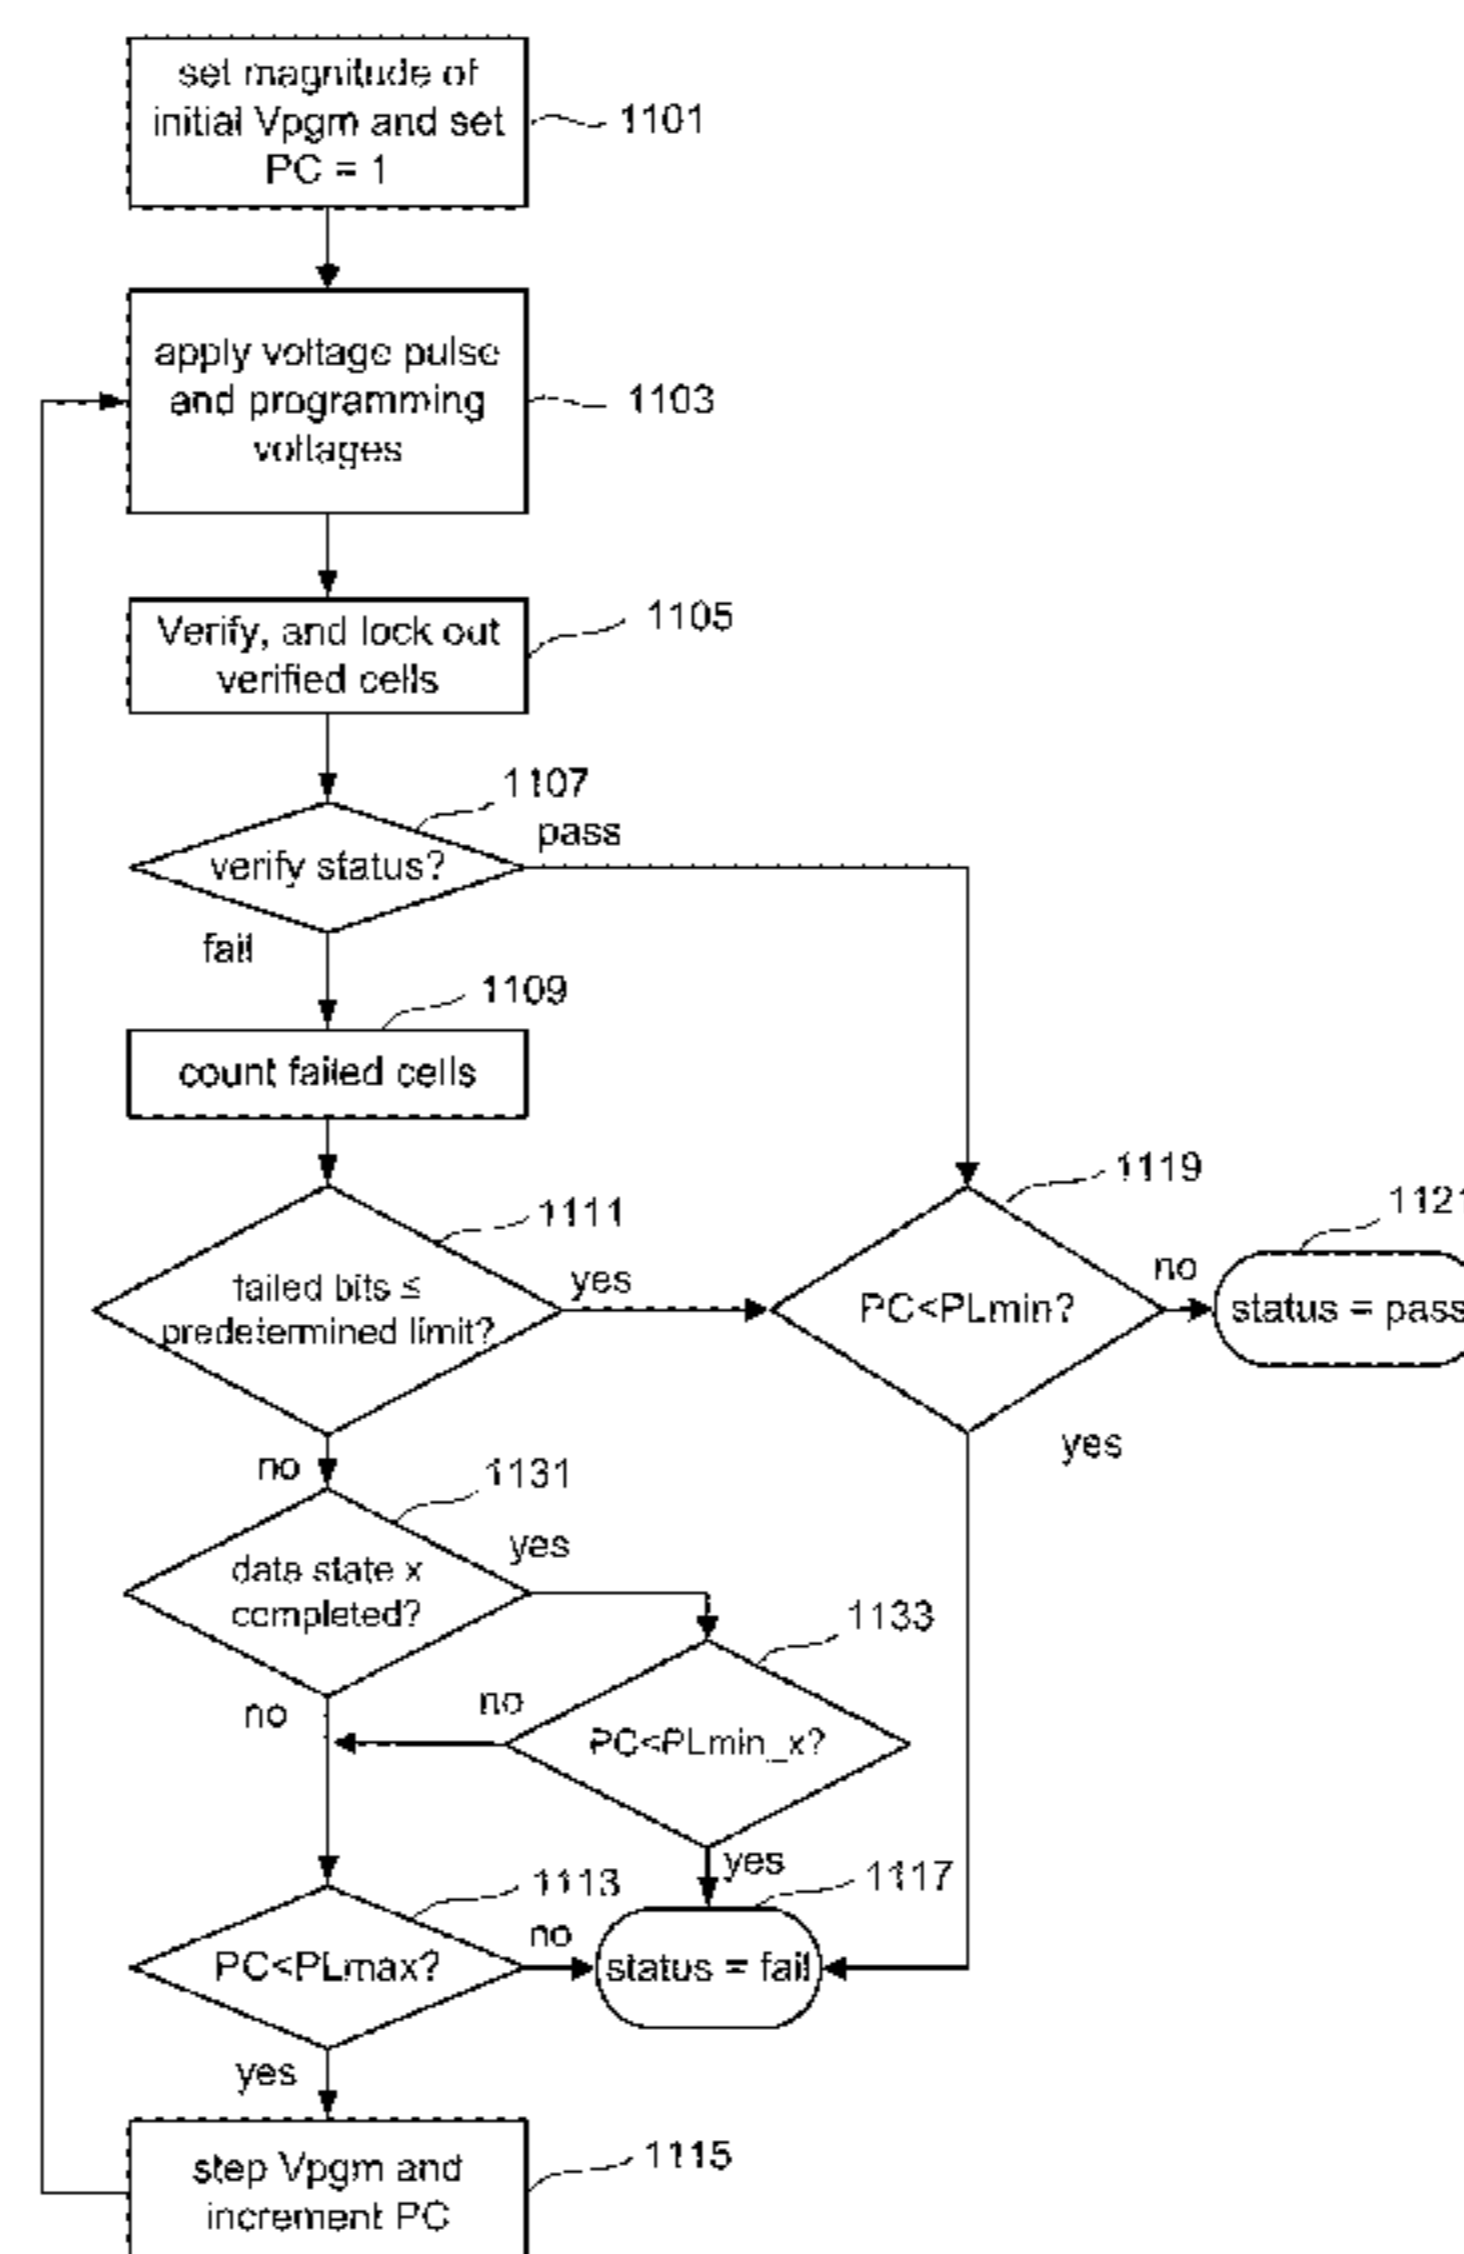 set magnitude of
initial Vpgm and set
PC = 1
1101
apply voltage pulse
and programming
voltages
1103
Verify, and lock out
verified cells
1105
1107
verify status?
pass
fail
1109
count failed cells
1111
failed bits ≤
predetermined limit?
yes
1119
PC<PLmin?
no
1121
status = pass
yes
no
1131
data state x
completed?
yes
1133
no
no
PC<PLmin_x?
yes
1117
1113
PC<PLmax?
no
status = fail
yes
step Vpgm and
increment PC
1115